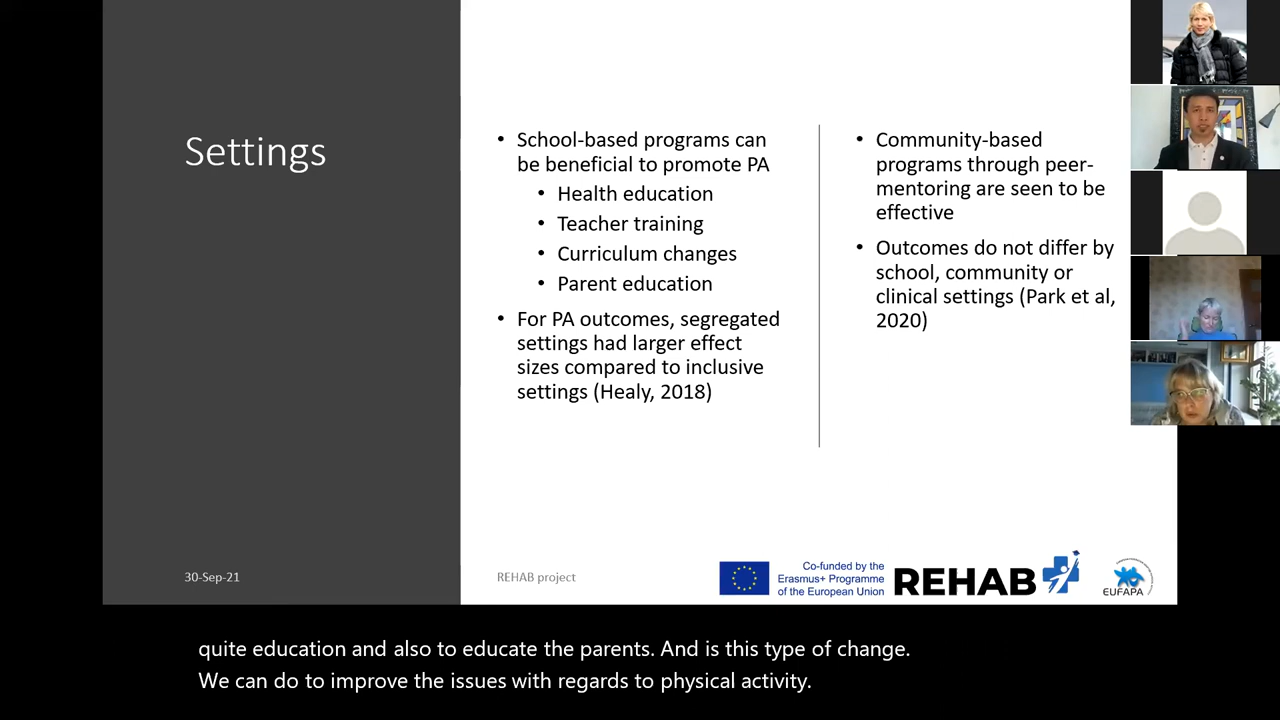 Settings
• School-based programs can
be beneficial to promote PA
• Health education
• Teacher training
• Curriculum changes
• Parent education
• For PA outcomes, segregated
settings had larger effect
sizes compared to inclusive
settings (Healy, 2018)
• Community-based
programs through peer-
mentoring are seen to be
effective
• Outcomes do not differ by
school, community or
clinical settings (Park et al,
2020)
30-Sep-21
REHAB project
Co-funded by the
Erasmus+ Programme
of the European Union
REHAB
EUFAPA
quite education and also to educate the parents. And is this type of change.
We can do to improve the issues with regards to physical activity.